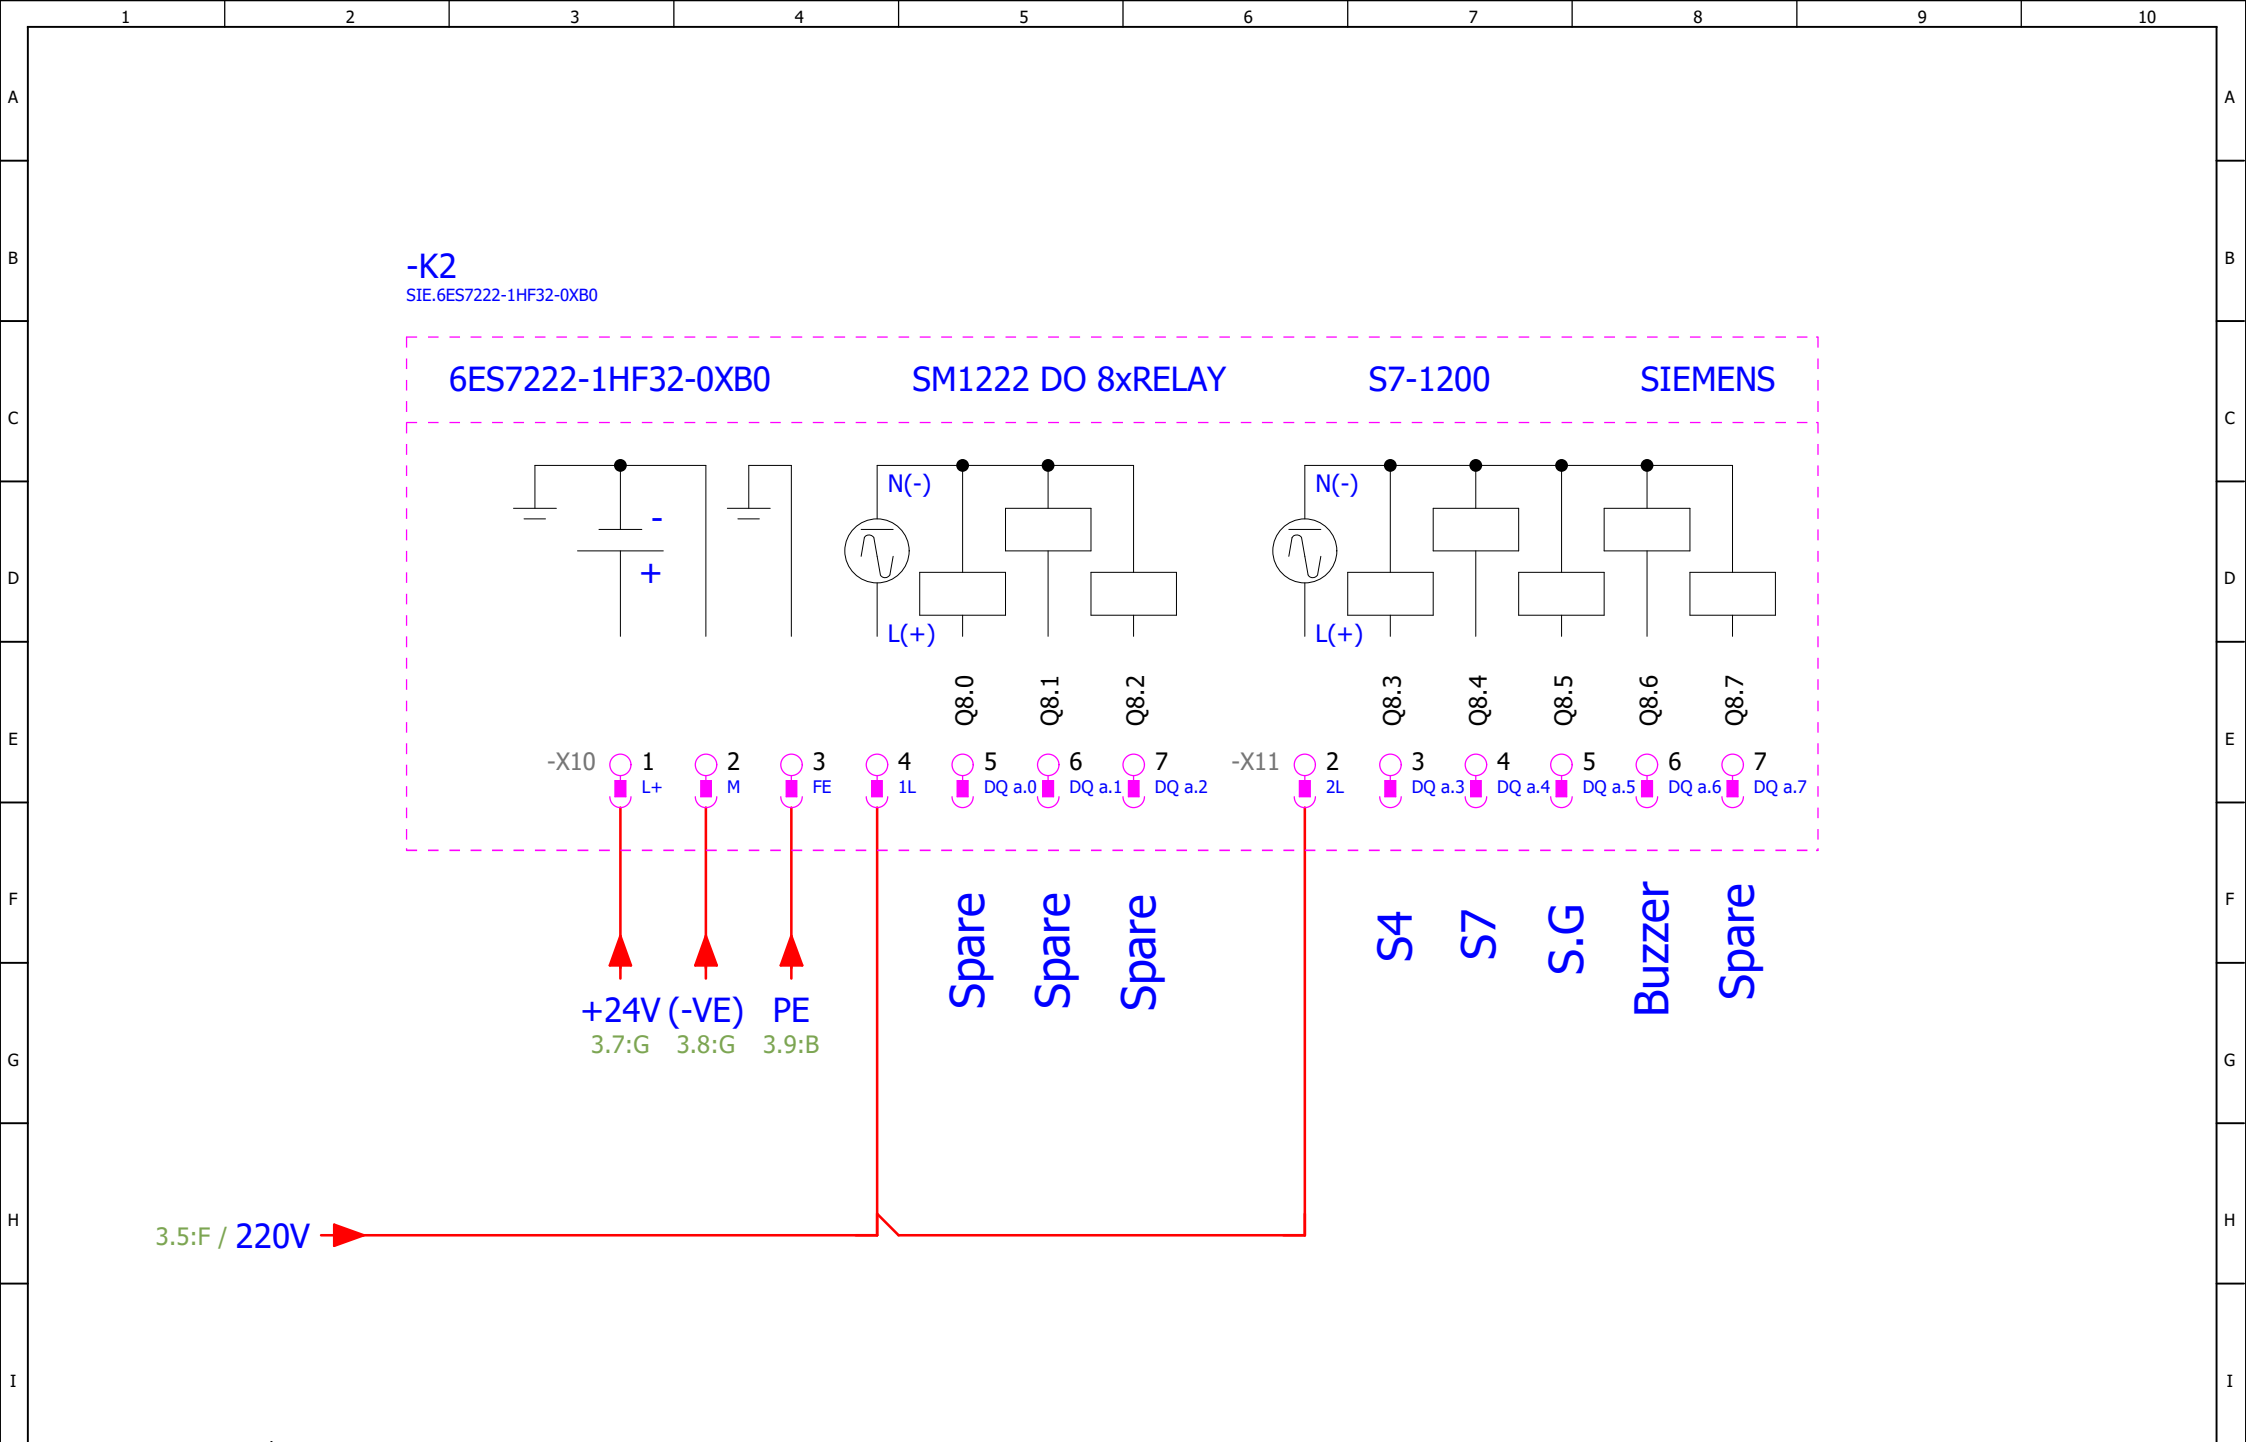 1 2 3 4 5 6 7 8 9 10
A A
B B
-K2
SIE.6ES7222-1HF32-0XB0
6ES7222-1HF32-0XB0 SM1222 DO 8xRELAY S7-1200 SIEMENS
C C
N(-) N(-)
-
+
D D
L(+) L(+)
Q8.0 Q8.1 Q8.2 Q8.3 Q8.4 Q8.5 Q8.6 Q8.7
E E
-X10 1 2 3 4 5 6 7 -X11 2 3 4 5 6 7
L+ M FE 1L DQ a.0 DQ a.1 DQ a.2 2L DQ a.3 DQ a.4 DQ a.5 DQ a.6 DQ a.7
F F
Spare Spare Spare S4 S7 S.G Buzzer Spare
+24V (-VE) PE
3.7:G 3.8:G 3.9:B
G G
H H
3.5:F / 220V
I I